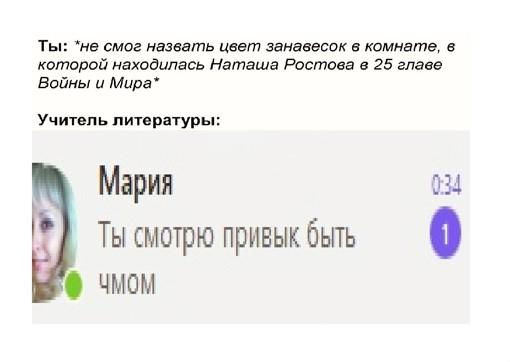 Ты: *не смог назвать цвет занавесок в комнате, в
которой находилась Наташа Ростова в 25 главе
Войны и Мира*
Учитель литературы:
Мария 0:34
Ты смотрю привык быть 1
чмом